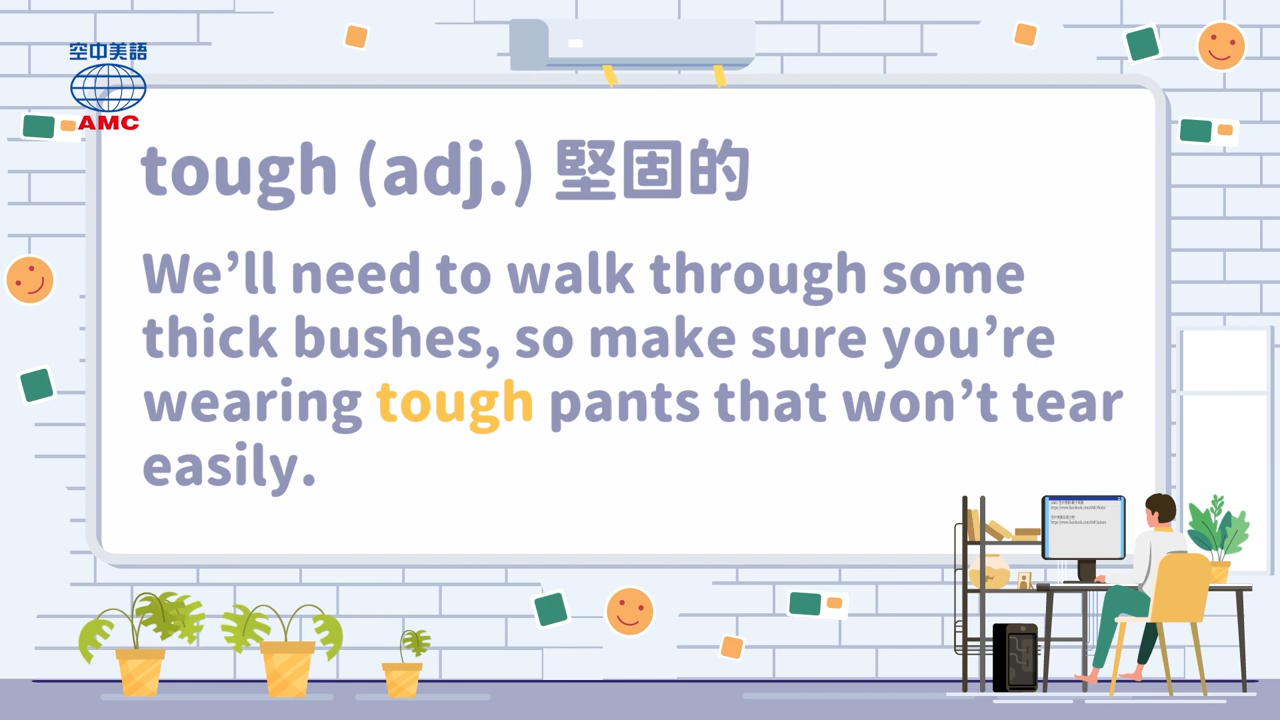 空中美語
AMC
tough (adj.) 堅固的
We’ll need to walk through some
thick bushes, so make sure you’re
wearing tough pants that won’t tear
easily.